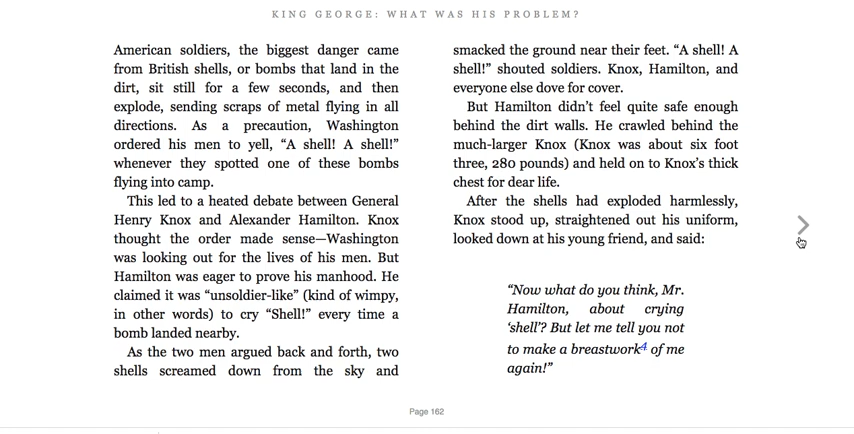 KING GEORGE: WHAT WAS HIS PROBLEM?
American soldiers, the biggest danger came
from British shells, or bombs that land in the
dirt, sit still for a few seconds, and then
explode, sending scraps of metal flying in all
directions. As a precaution, Washington
ordered his men to yell, “A shell! A shell!”
whenever they spotted one of these bombs
flying into camp.
This led to a heated debate between General
Henry Knox and Alexander Hamilton. Knox
thought the order made sense—Washington
was looking out for the lives of his men. But
Hamilton was eager to prove his manhood. He
claimed it was “unsoldier-like” (kind of wimpy,
in other words) to cry “Shell!” every time a
bomb landed nearby.
As the two men argued back and forth, two
shells screamed down from the sky and
smacked the ground near their feet. “A shell! A
shell!” shouted soldiers. Knox, Hamilton, and
everyone else dove for cover.
But Hamilton didn’t feel quite safe enough
behind the dirt walls. He crawled behind the
much-larger Knox (Knox was about six foot
three, 280 pounds) and held on to Knox’s thick
chest for dear life.
After the shells had exploded harmlessly,
Knox stood up, straightened out his uniform,
looked down at his young friend, and said:
“Now what do you think, Mr.
Hamilton, about crying
‘shell’? But let me tell you not
to make a breastwork4 of me
again!”
Page 162